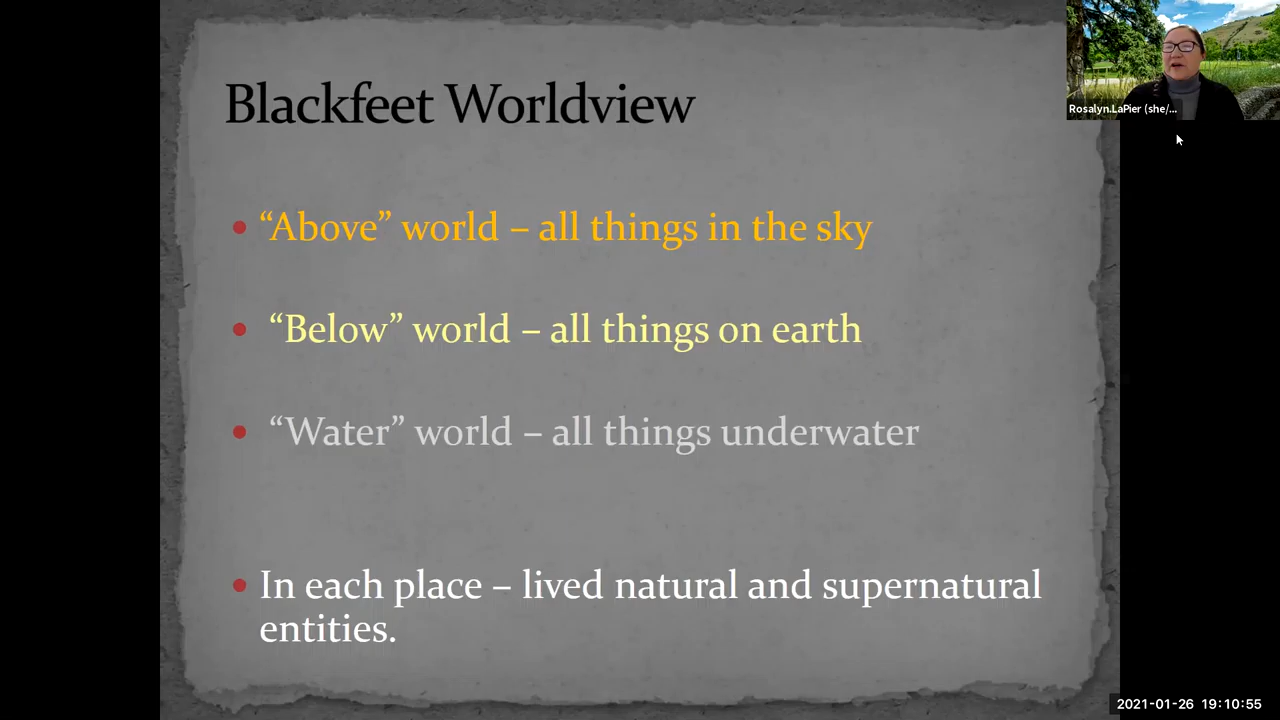 Blackfeet Worldview
Rosalyn.LaPier (she/...
• “Above” world – all things in the sky
• “Below” world – all things on earth
• “Water” world – all things underwater
• In each place – lived natural and supernatural
entities.
2021-01-26 19:10:55